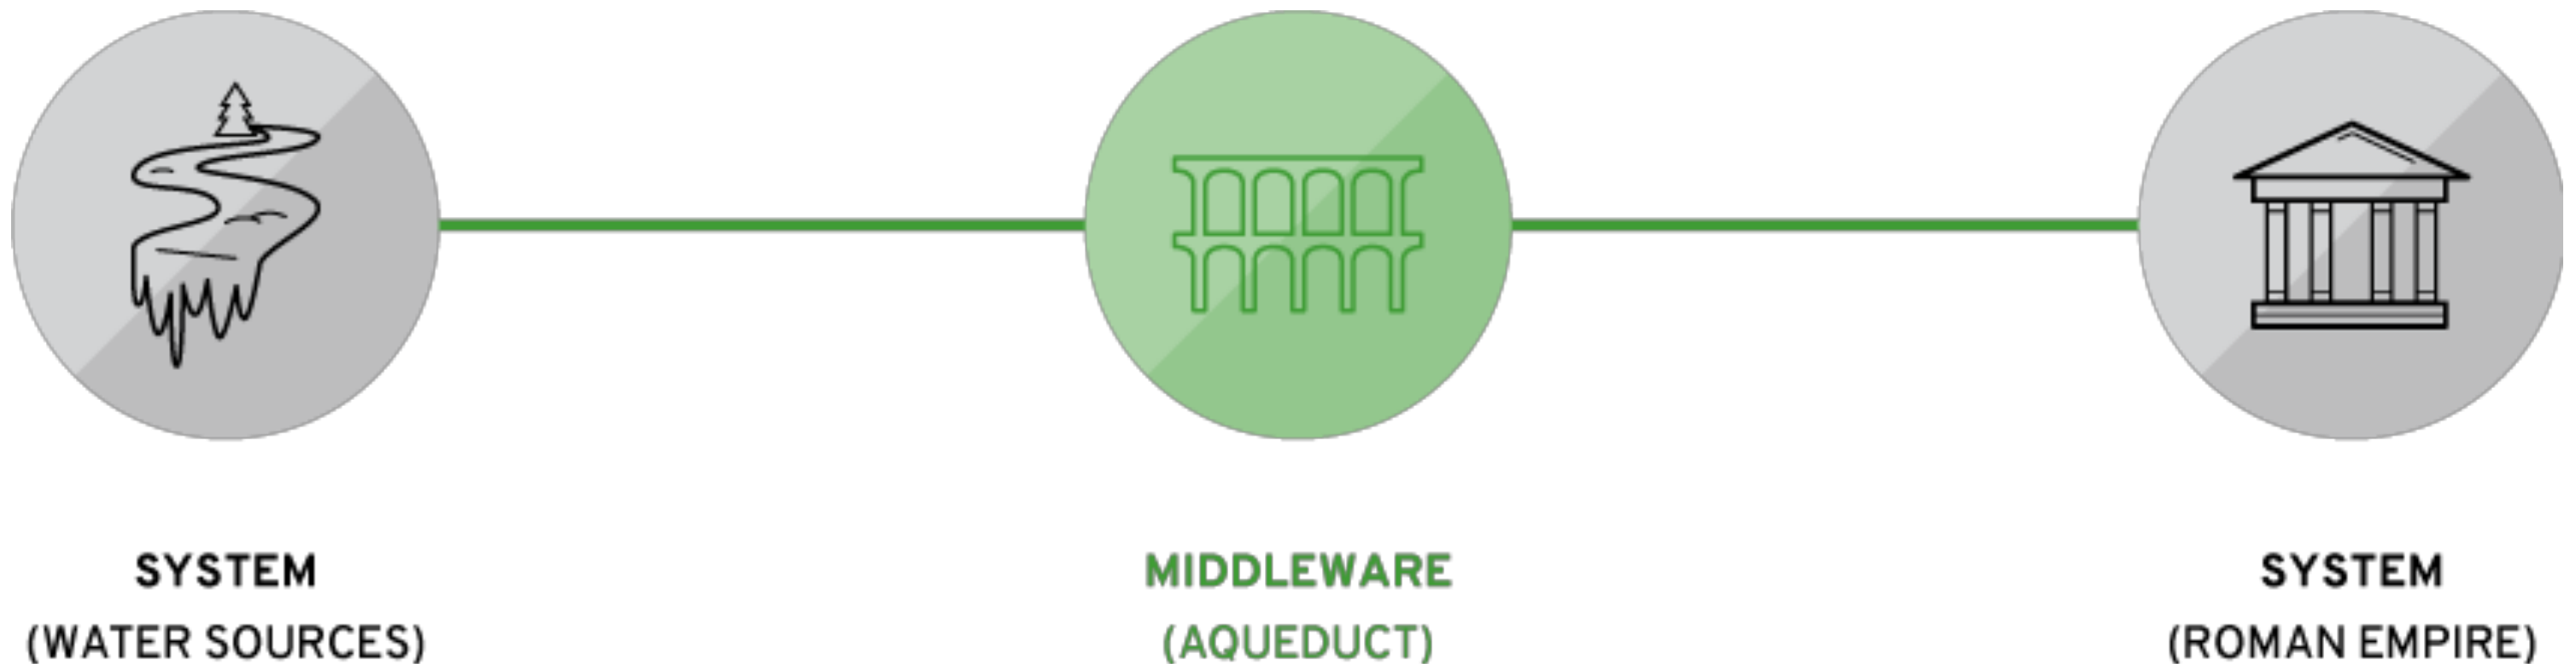 SYSTEM
(WATER SOURCES)
MIDDLEWARE
(AQUEDUCT)
SYSTEM
(ROMAN EMPIRE)